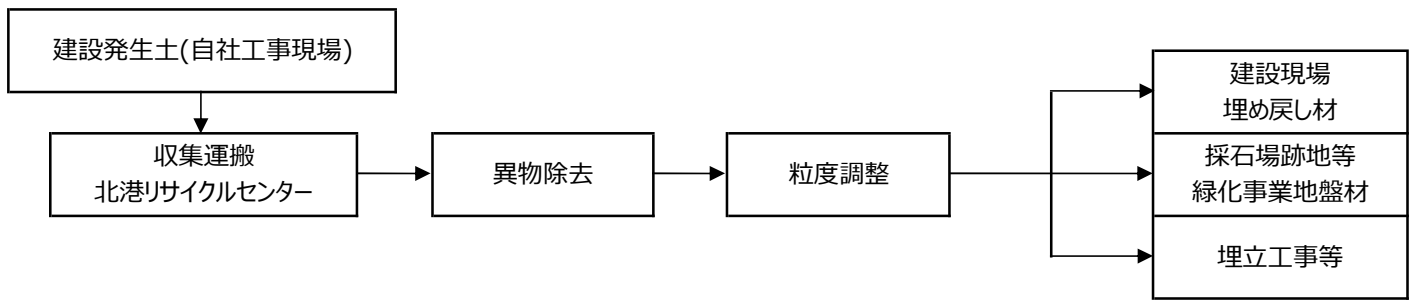 建設発生土(自社工事現場)
収集運搬
北港リサイクルセンター
異物除去
粒度調整
建設現場
埋め戻し材
採石場跡地等
緑化事業地盤材
埋立工事等